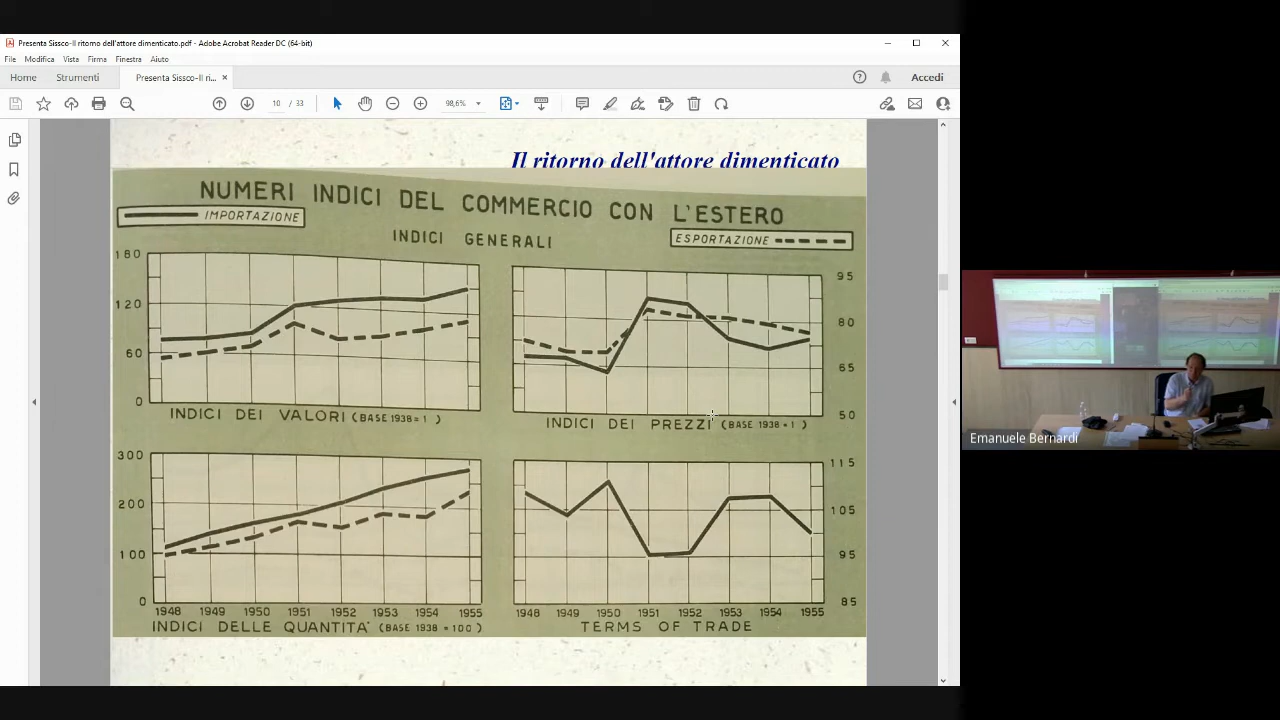 Presenta Sissco-Il ritorno dell'attore dimenticato.pdf - Adobe Acrobat Reader DC (64-bit)
File Modifica Vista Firma Finestra Aiuto
Home Strumenti Presenta Sissco-Il ri... × Accedi
10 / 33 98,6%
Il ritorno dell'attore dimenticato
NUMERI INDICI DEL COMMERCIO CON L'ESTERO
IMPORTAZIONE
INDICI GENERALI
ESPORTAZIONE
180
120
60
0
INDICI DEI VALORI (BASE 1938=1)
95
80
65
50
INDICI DEI PREZZI (BASE 1938=1)
300
200
100
0
1948 1949 1950 1951 1952 1953 1954 1955
INDICI DELLE QUANTITA' (BASE 1938=100)
115
105
95
85
1948 1949 1950 1951 1952 1953 1954 1955
TERMS OF TRADE
Emanuele Bernardi